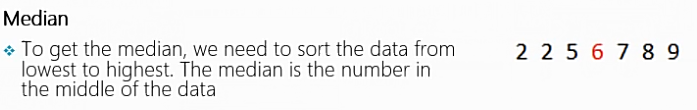 Median
❖ To get the median, we need to sort the data from
lowest to highest. The median is the number in
the middle of the data
2 2 5 6 7 8 9